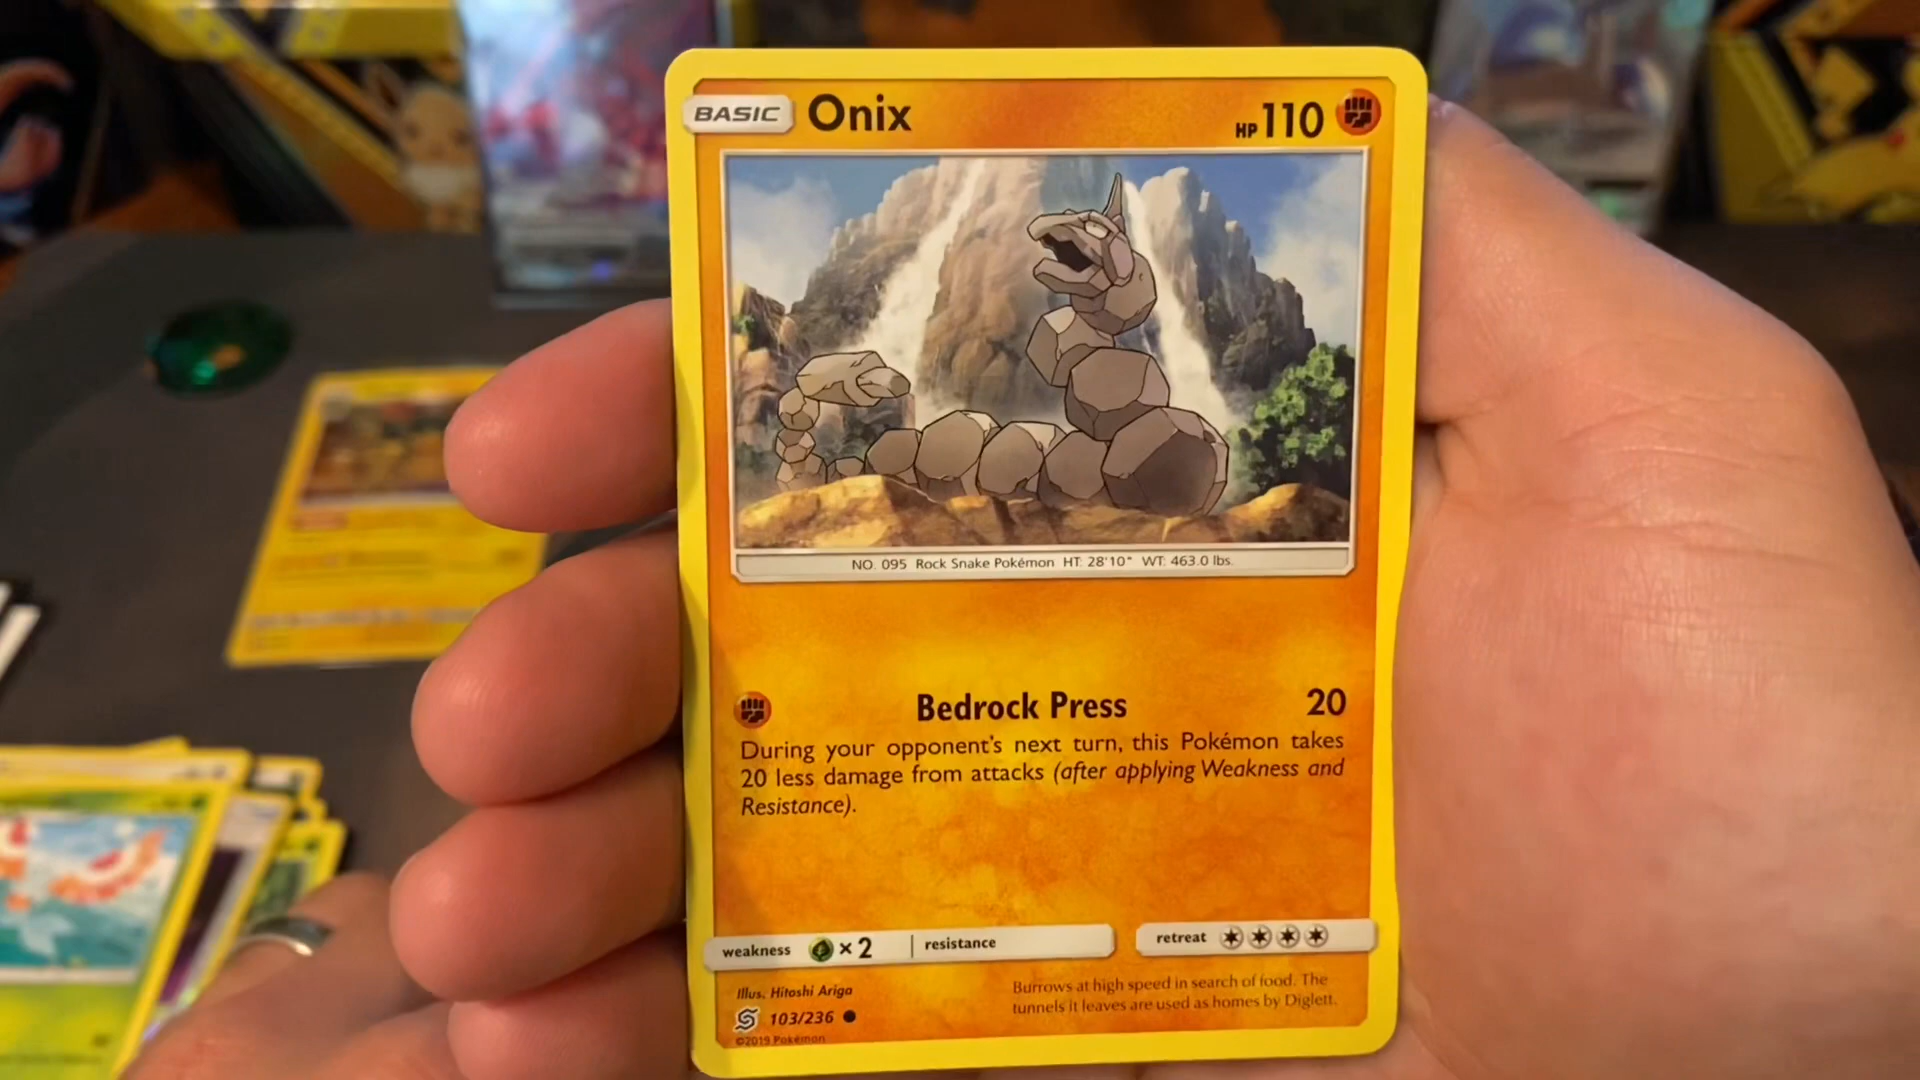 BASIC Onix HP 110
NO. 095 Rock Snake Pokémon HT: 28'10" WT: 463.0 lbs.
Bedrock Press 20
During your opponent's next turn, this Pokémon takes
20 less damage from attacks (after applying Weakness and
Resistance).
weakness ×2 resistance retreat
Illus. Hitoshi Ariga
Burrows at high speed in search of food. The
tunnels it leaves are used as homes by Diglett.
103/236
©2019 Pokémon